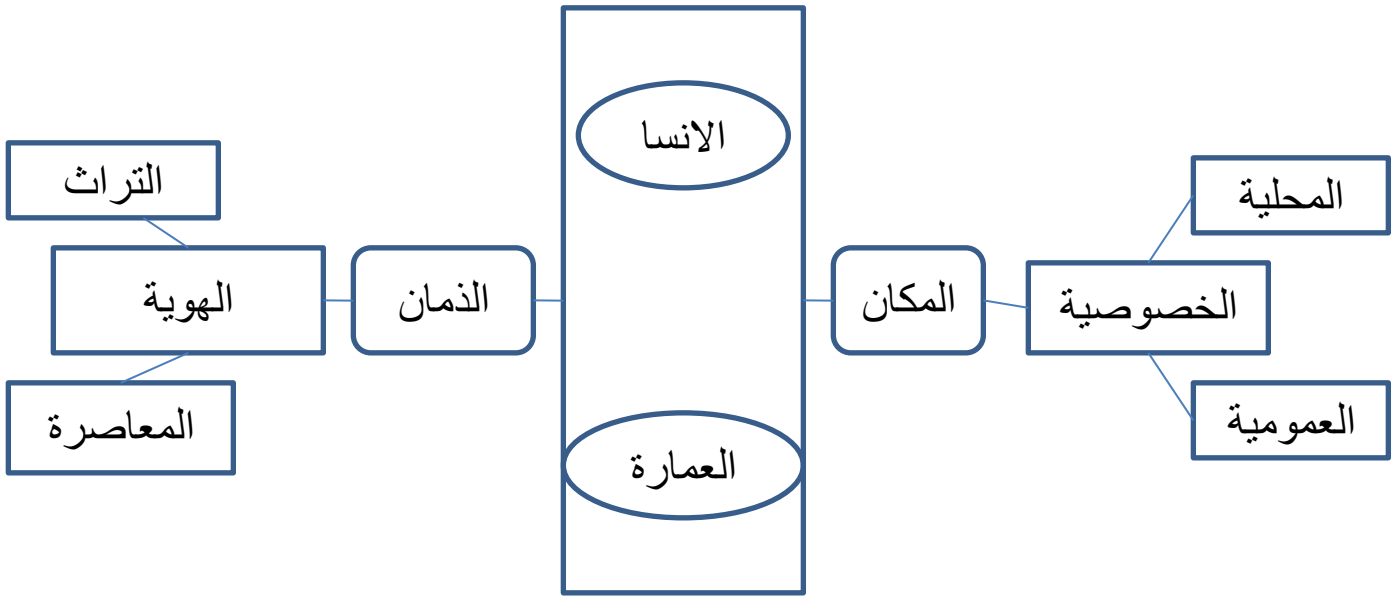 الانسا
المحلية
التراث
المكان
الخصوصية
الذمان
الهوية
العمومية
المعاصرة
العمارة